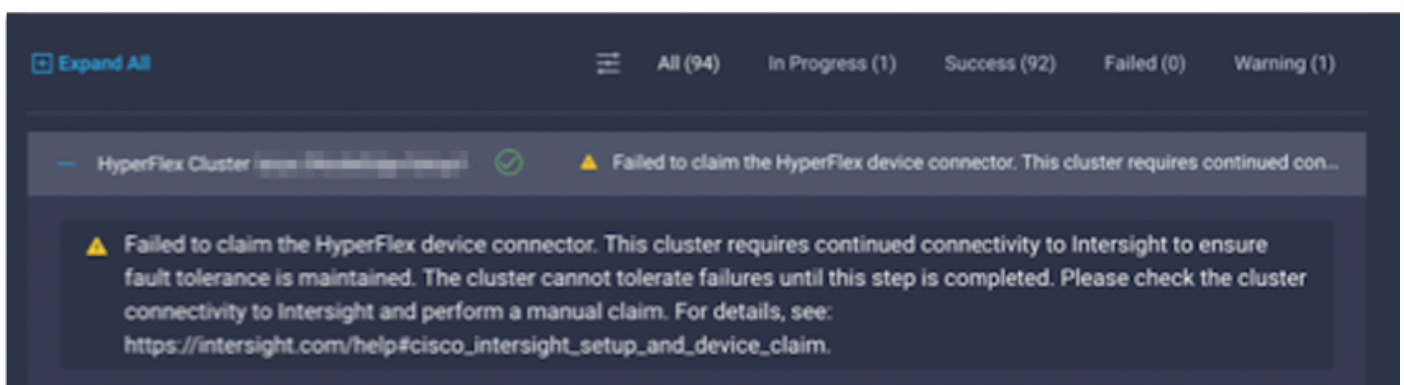 Expand All
All (94)
In Progress (1)
Success (92)
Failed (0)
Warning (1)
HyperFlex Cluster
Failed to claim the HyperFlex device connector. This cluster requires continued con...
Failed to claim the HyperFlex device connector. This cluster requires continued connectivity to Intersight to ensure
fault tolerance is maintained. The cluster cannot tolerate failures until this step is completed. Please check the cluster
connectivity to Intersight and perform a manual claim. For details, see:
https://intersight.com/help#cisco_intersight_setup_and_device_claim.